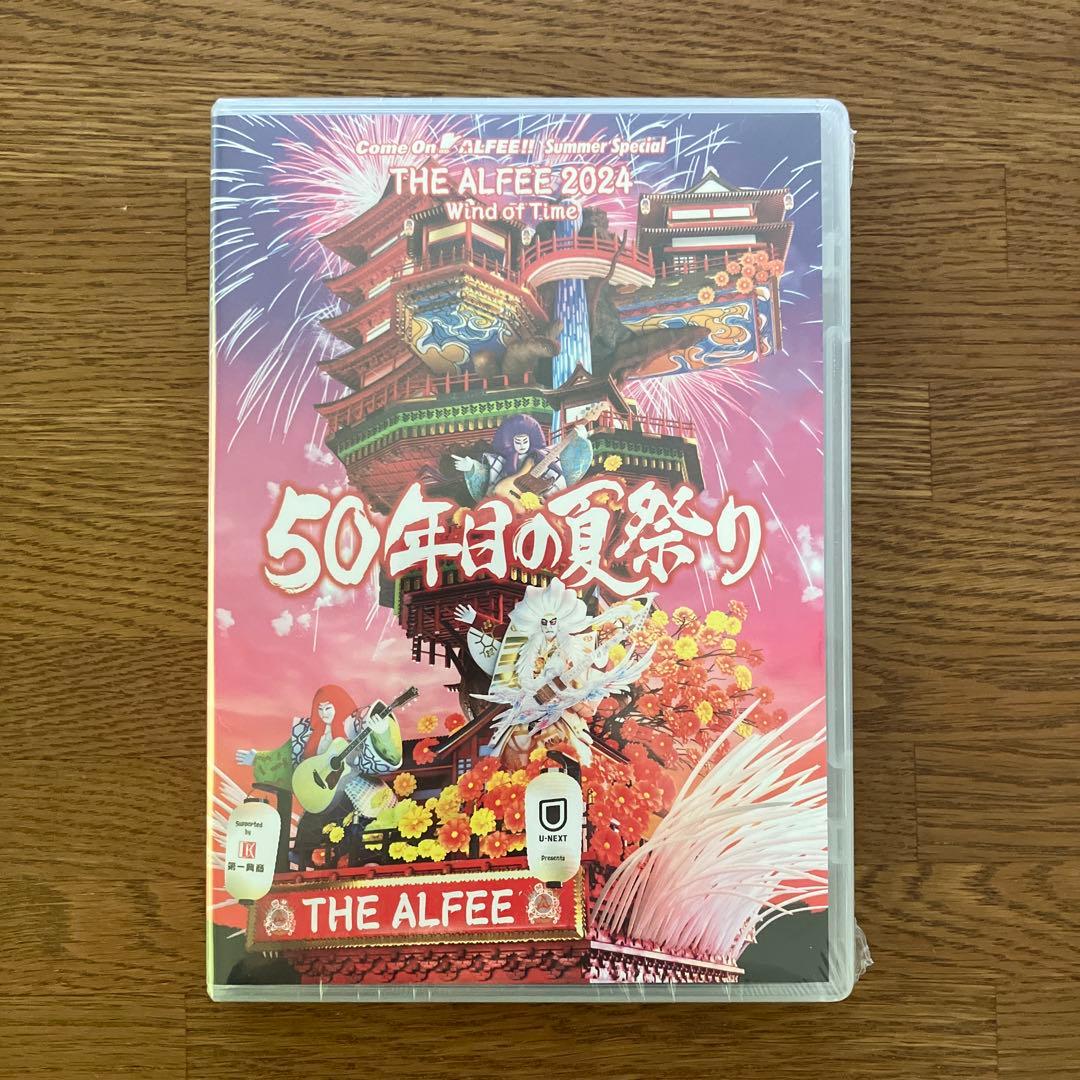 Come On! ALFEE!! Summer Special
THE ALFEE 2024
Wind of Time
50年目の夏祭り
Supported
by
DK
第一興商
U-NEXT
Presents
THE ALFEE